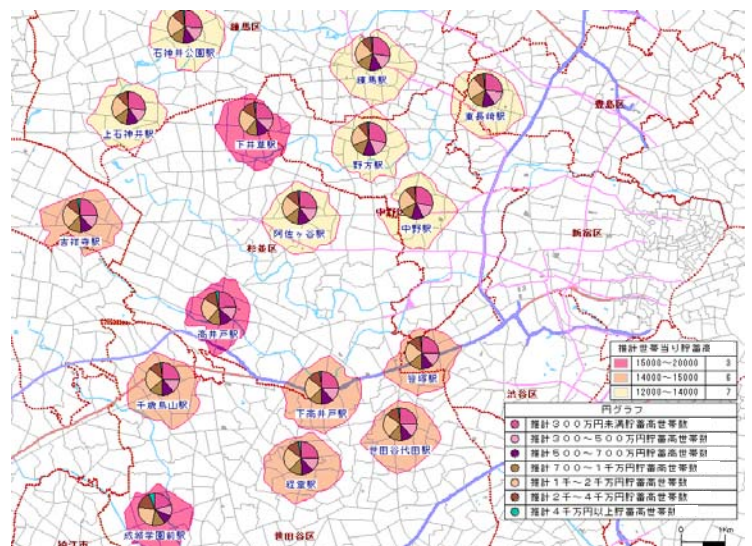 練馬区
石神井公園駅
練馬駅
豊島区
東長崎駅
上石神井駅
下井草駅
野方駅
中野区
阿佐ヶ谷駅
中野駅
新宿区
吉祥寺駅
杉並区
高井戸駅
笹塚駅
渋谷区
千歳烏山駅
下高井戸駅
世田谷代田駅
経堂駅
成城学園前駅
世田谷区
狛江市
推計世帯当り貯蓄高
15000～20000 3
14000～15000 6
12000～14000 7
円グラフ
推計300万円未満貯蓄高世帯数
推計300～500万円貯蓄高世帯数
推計500～700万円貯蓄高世帯数
推計700～1千万円貯蓄高世帯数
推計1千～2千万円貯蓄高世帯数
推計2千～4千万円貯蓄高世帯数
推計4千万円以上貯蓄高世帯数
0 1Km